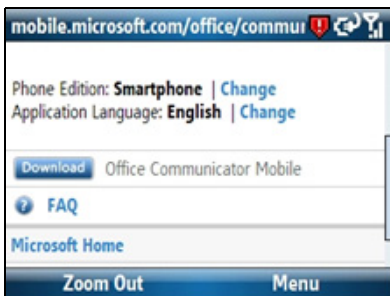 mobile.microsoft.com/office/commun
Phone Edition: Smartphone | Change
Application Language: English | Change
Download Office Communicator Mobile
FAQ
Microsoft Home
Zoom Out Menu